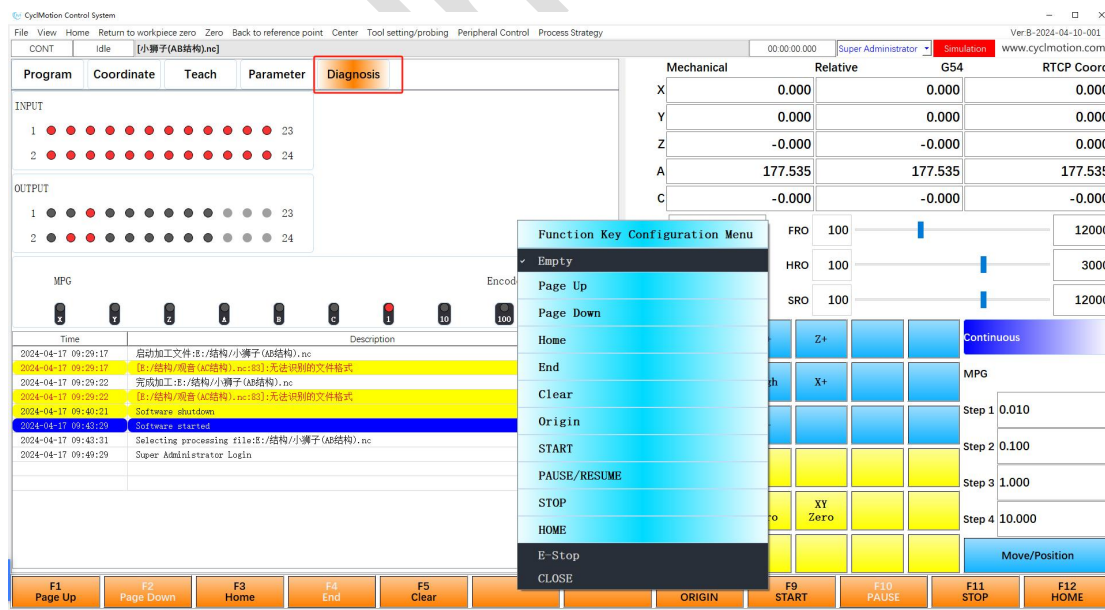 CyclMotion Control System
File View Home Return to workpiece zero Zero Back to reference point Center Tool setting/probing Peripheral Control Process Strategy
Ver:B-2024-04-10-001
CONT Idle [小狮子(AB结构).nc] 00:00:00.000 Super Administrator Simulation www.cyclmotion.com
Program Coordinate Teach Parameter Diagnosis
Mechanical Relative G54 RTCP Coord
X 0.000 0.000 0.000
Y 0.000 0.000 0.000
Z -0.000 -0.000 0.000
A 177.535 177.535 177.535
C -0.000 -0.000 -0.000
INPUT
1 23
2 24
OUTPUT
1 23
2 24
FRO 100 12000
HRO 100 3000
SRO 100 12000
MPG Encod
X Y Z A B C 1 10 100
Time Description
2024-04-17 09:29:17 启动加工文件:E:/结构/小狮子(AB结构).nc
2024-04-17 09:29:17 [E:/结构/观音(AC结构).nc:83]:无法识别的文件格式
2024-04-17 09:29:22 完成加工:E:/结构/小狮子(AB结构).nc
2024-04-17 09:29:22 [E:/结构/观音(AC结构).nc:83]:无法识别的文件格式
2024-04-17 09:40:21 Software shutdown
2024-04-17 09:43:29 Software started
2024-04-17 09:43:31 Selecting processing file:E:/结构/小狮子(AB结构).nc
2024-04-17 09:49:29 Super Administrator Login
Function Key Configuration Menu
Empty
Page Up
Page Down
Home
End
Clear
Origin
START
PAUSE/RESUME
STOP
HOME
E-Stop
CLOSE
Z+
X+
XY
Zero
Continuous
MPG
Step 1 0.010
Step 2 0.100
Step 3 1.000
Step 4 10.000
Move/Position
F1 F2 F3 F4 F5 F9 F10 F11 F12
Page Up Page Down Home End Clear ORIGIN START PAUSE STOP HOME